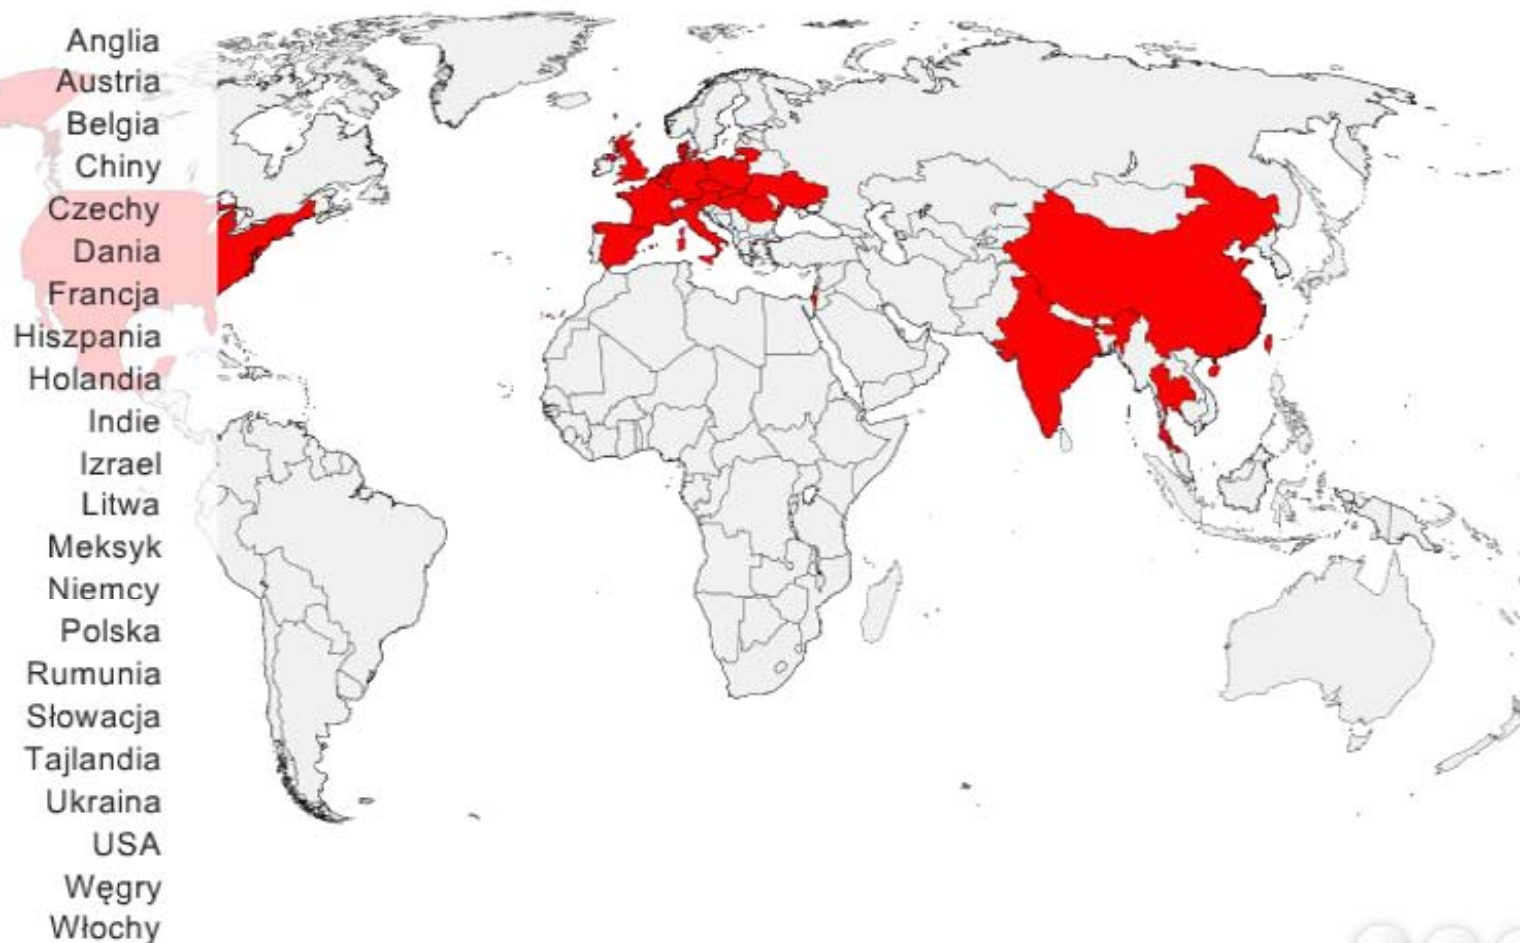 Anglia
Austria
Belgia
Chiny
Czechy
Dania
Francja
Hiszpania
Holandia
Indie
Izrael
Litwa
Meksyk
Niemcy
Polska
Rumunia
Słowacja
Tajlandia
Ukraina
USA
Węgry
Włochy